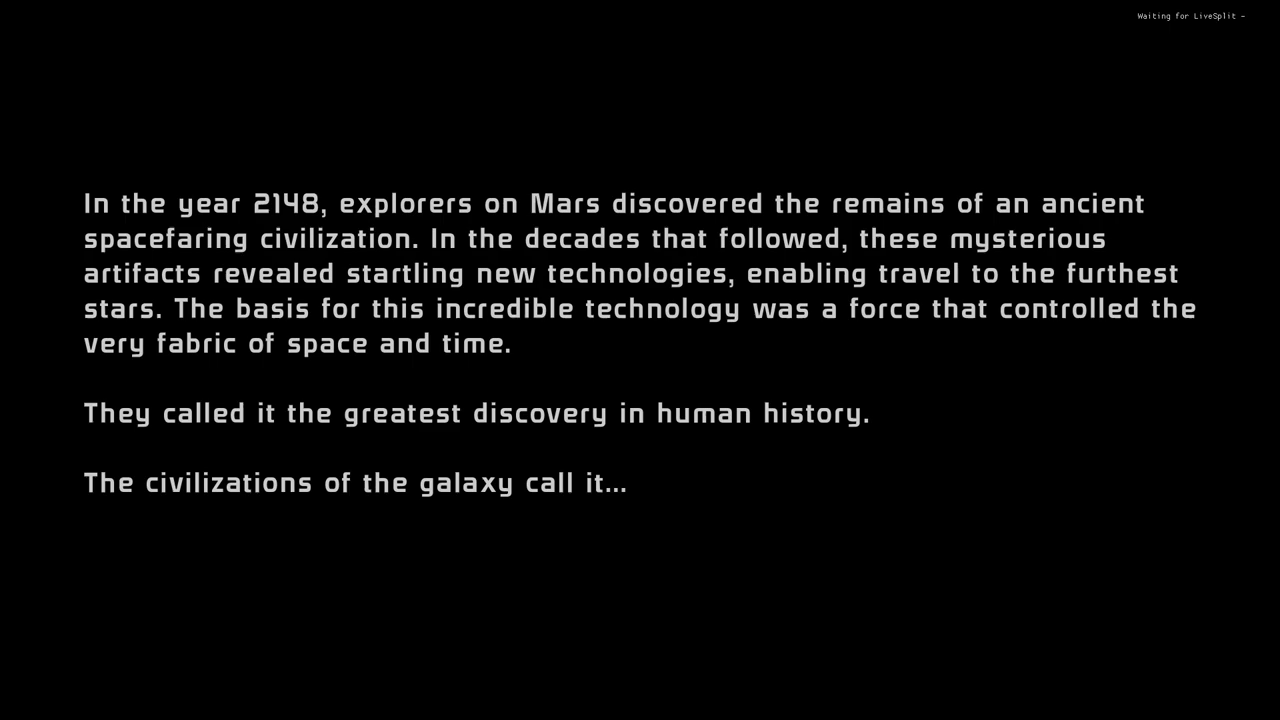 Waiting for LiveSplit -
In the year 2148, explorers on Mars discovered the remains of an ancient
spacefaring civilization. In the decades that followed, these mysterious
artifacts revealed startling new technologies, enabling travel to the furthest
stars. The basis for this incredible technology was a force that controlled the
very fabric of space and time.
They called it the greatest discovery in human history.
The civilizations of the galaxy call it...